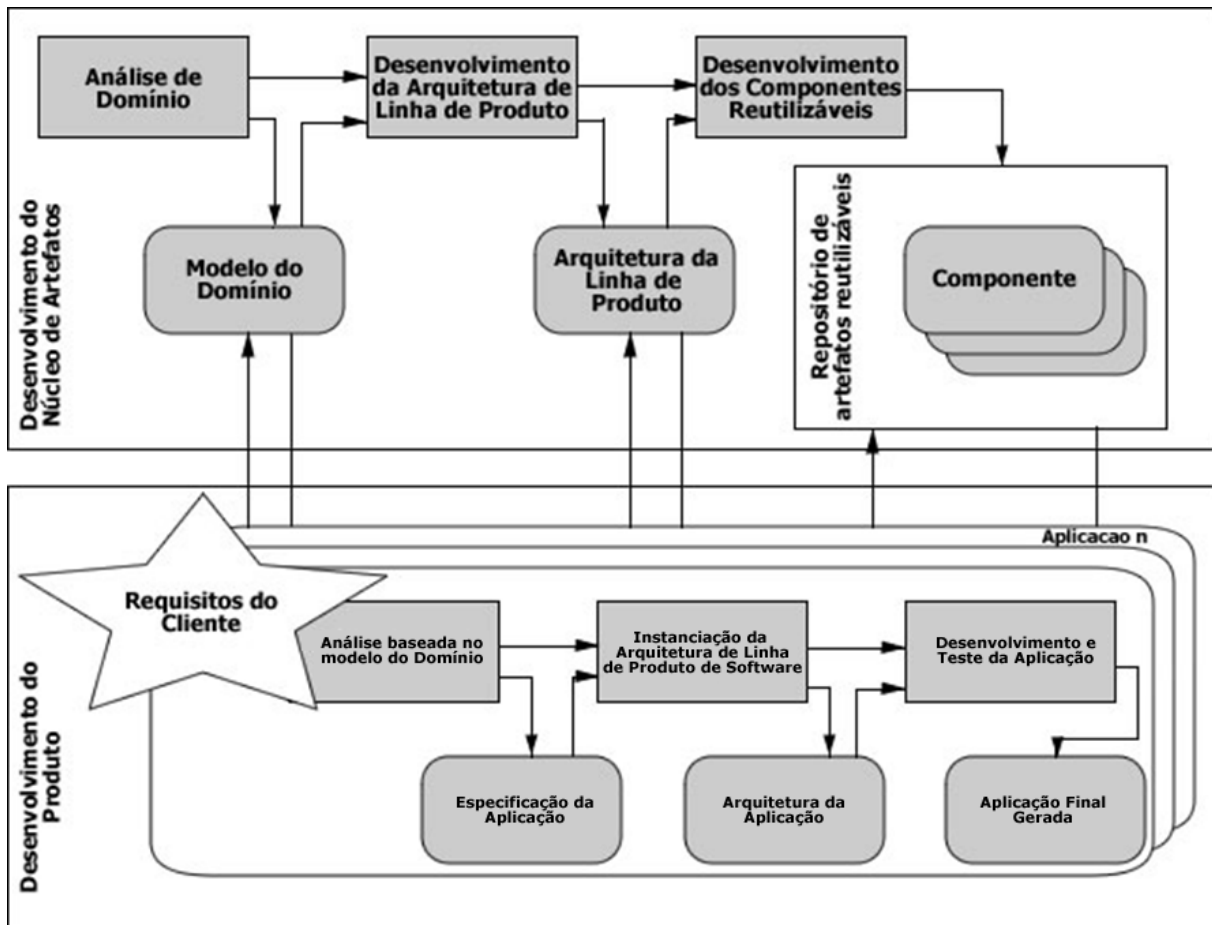 Análise de
Domínio
Desenvolvimento
da Arquitetura de
Linha de Produto
Desenvolvimento
dos Componentes
Reutilizáveis
Desenvolvimento do
Núcleo de Artefatos
Modelo do
Domínio
Arquitetura da
Linha de
Produto
Repositório de
artefatos reutilizáveis
Componente
Desenvolvimento do
Produto
Requisitos do
Cliente
Aplicacao n
Análise baseada no
modelo do Domínio
Instanciação da
Arquitetura de Linha
de Produto de Software
Desenvolvimento e
Teste da Aplicação
Especificação da
Aplicação
Arquitetura da
Aplicação
Aplicação Final
Gerada